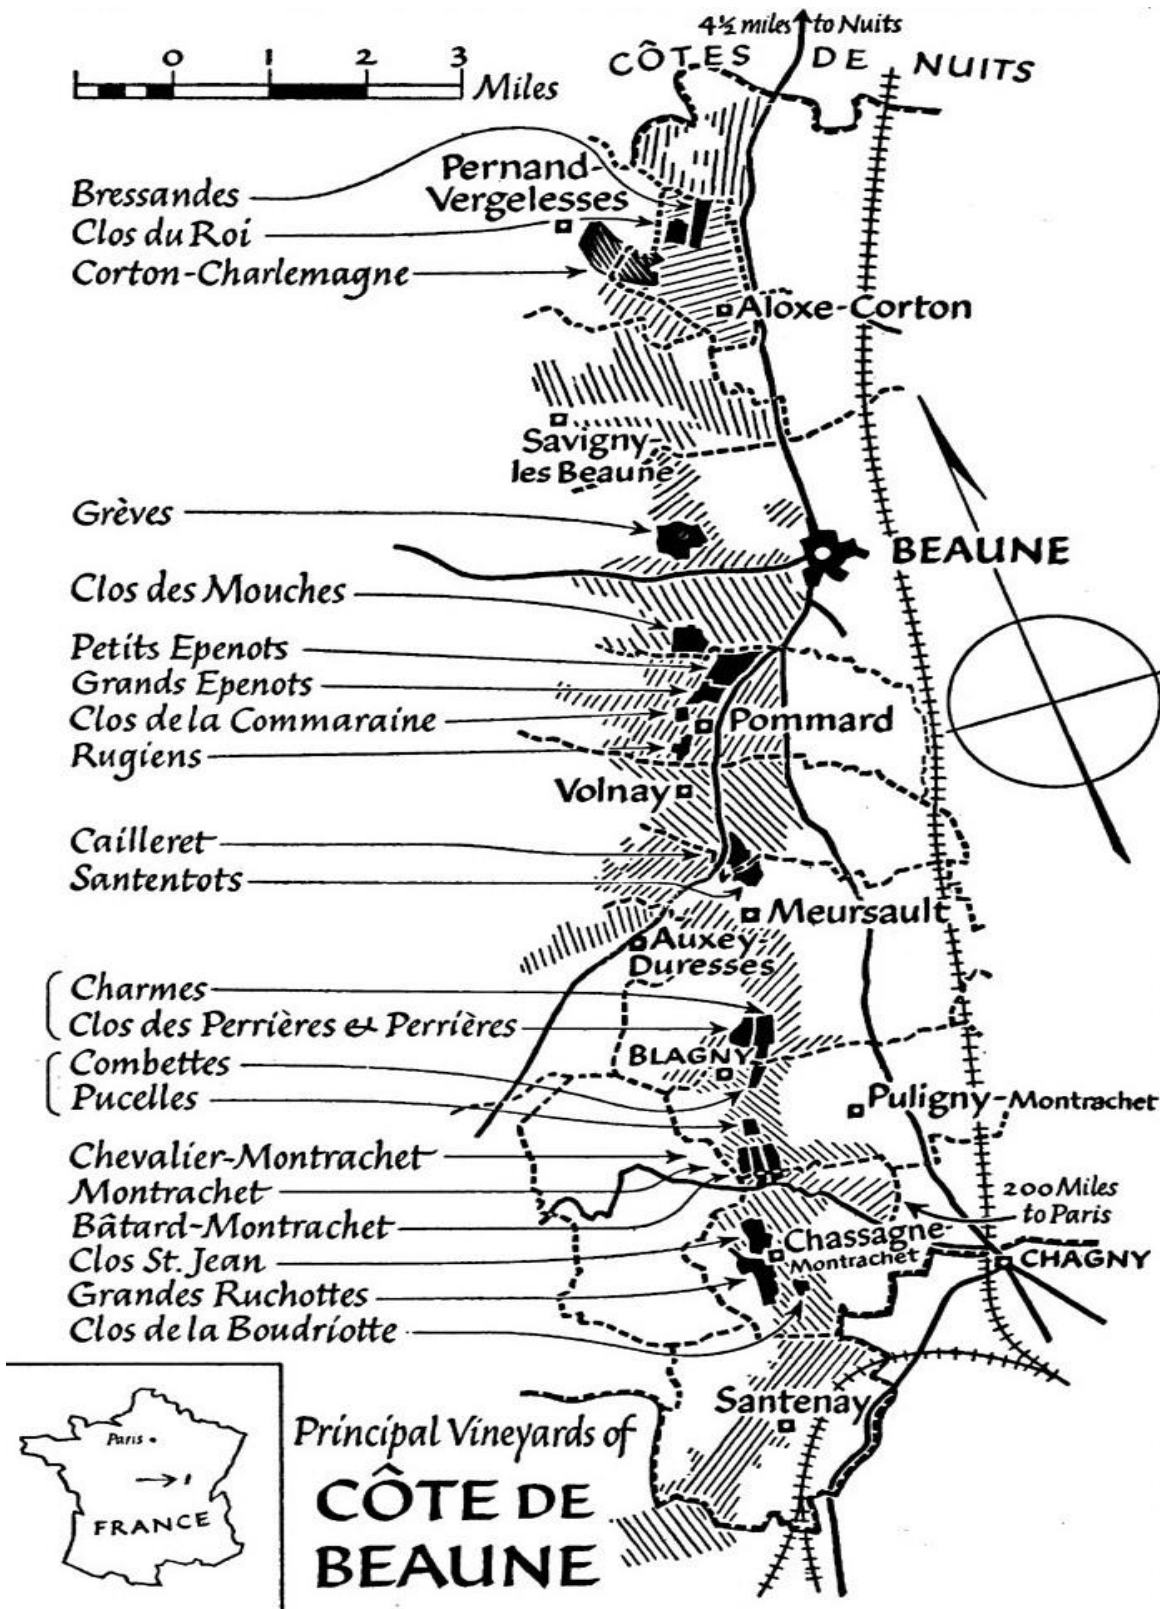 4½ miles to Nuits
CÔTES DE NUITS
0 1 2 3
Miles
Pernand-
Vergelesses
Bressandes
Clos du Roi
Corton-Charlemagne
Aloxe-Corton
Savigny-
les Beaune
Grèves
BEAUNE
Clos des Mouches
Petits Epenots
Grands Epenots
Clos de la Commaraine
Pommard
Rugiens
Volnay
Cailleret
Santentots
Meursault
Auxey-
Duresses
Charmes
Clos des Perrières & Perrières
BLAGNY
Combettes
Pucelles
Puligny-Montrachet
Chevalier-Montrachet
Montrachet
Bâtard-Montrachet
200 Miles
to Paris
Clos St. Jean
Chassagne-
Montrachet
CHAGNY
Grandes Ruchottes
Clos de la Boudriotte
Santenay
Paris
FRANCE
Principal Vineyards of
CÔTE DE
BEAUNE